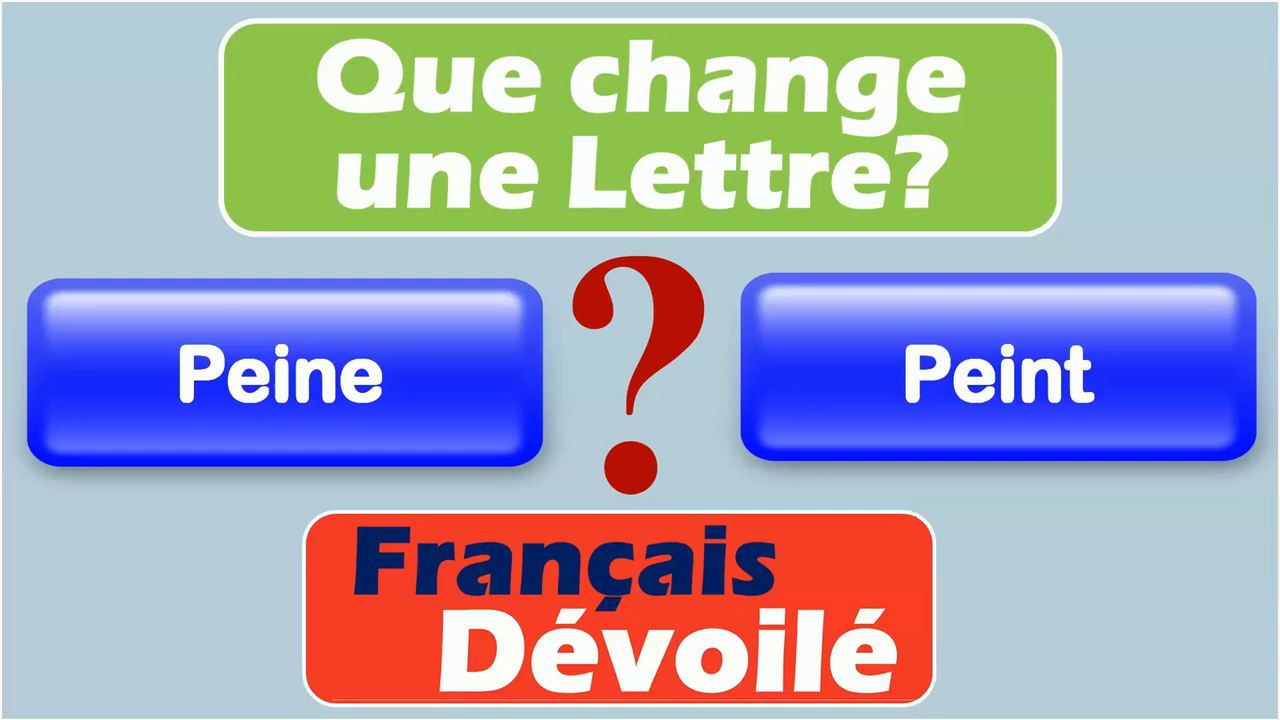 Que change
une Lettre?
Peine
?
Peint
Français
Dévoilé